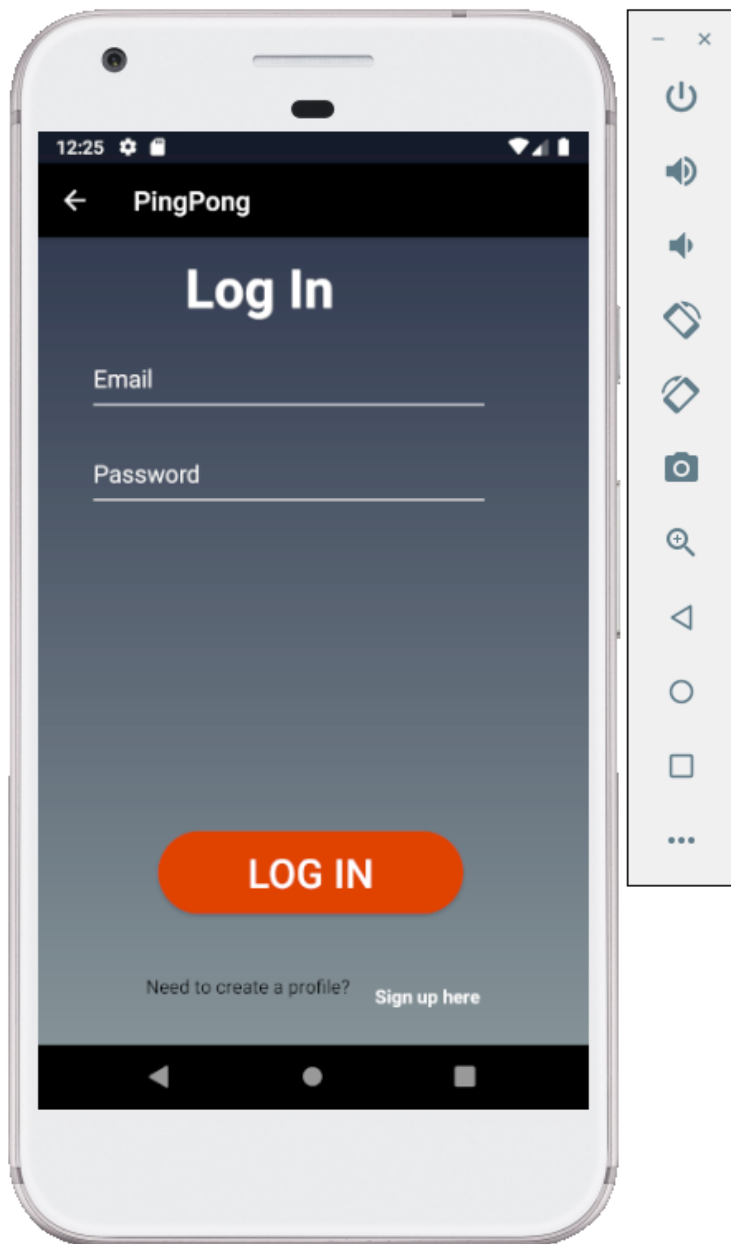 12:25
PingPong
Log In
Email
Password
LOG IN
Need to create a profile? Sign up here